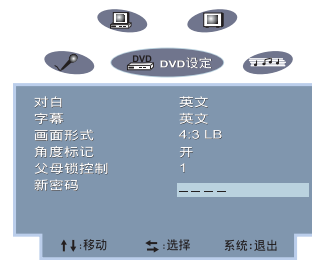 DVD DVD设定
对白 英文
字幕 英文
画面形式 4:3 LB
角度标记 开
父母锁控制 1
新密码 _ _ _ _
:移动 :选择 系统:退出